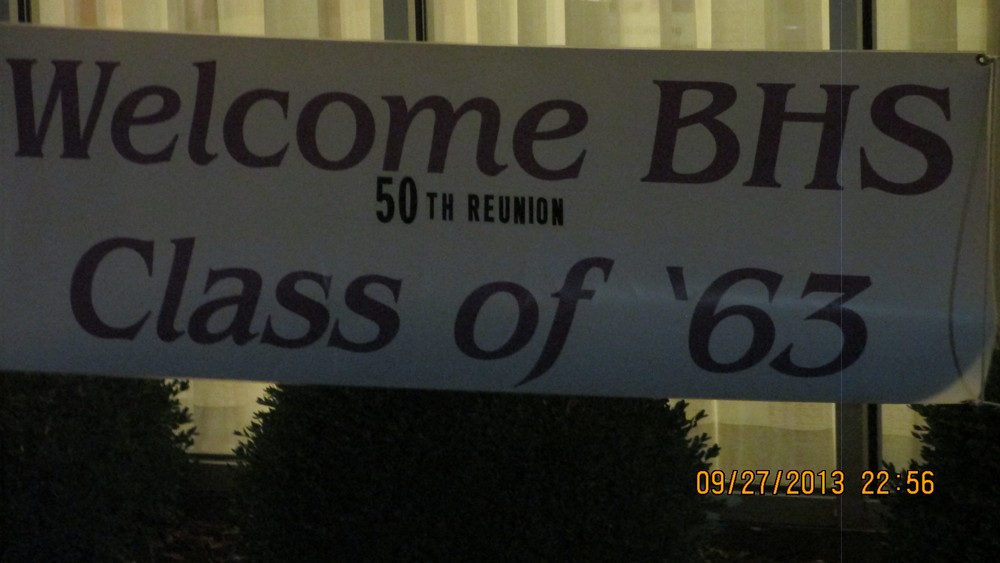 Welcome BHS
50TH REUNION
Class of '63
09/27/2013 22:56